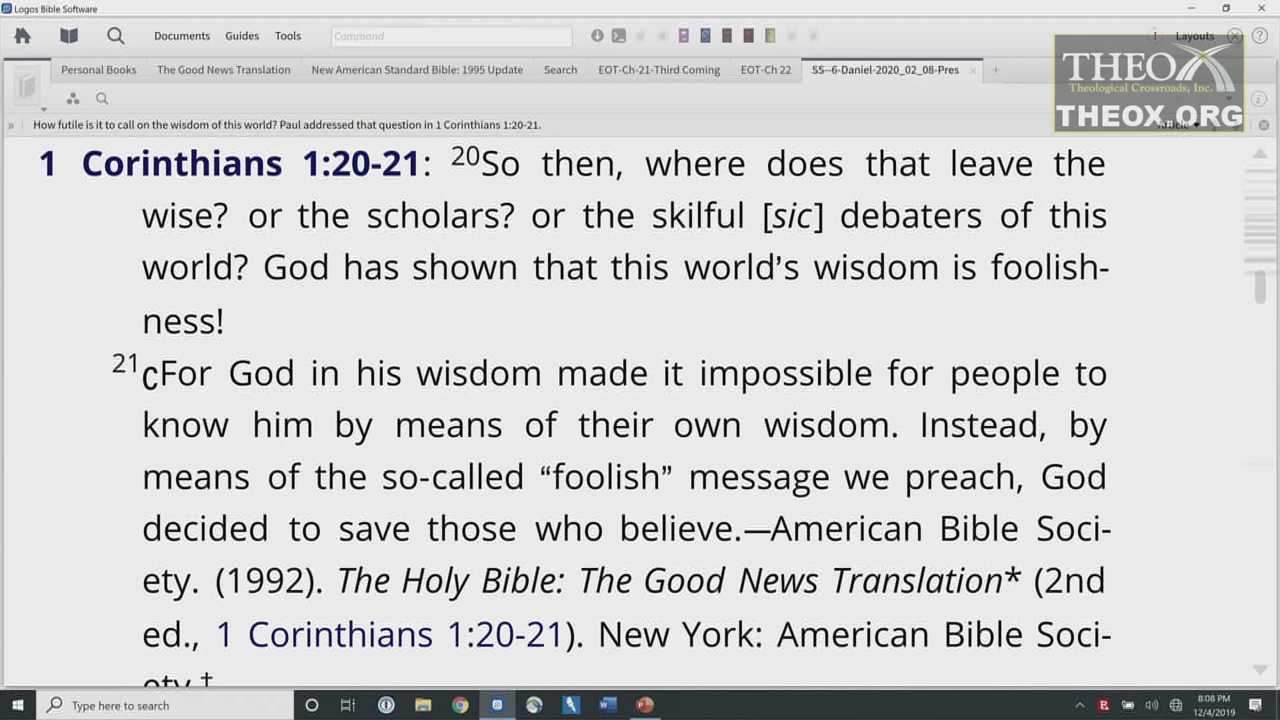 Logos Bible Software
Documents Guides Tools Command Layouts
Personal Books The Good News Translation New American Standard Bible: 1995 Update Search EOT-Ch-21-Third Coming EOT-Ch 22 SS--6-Daniel-2020_02_08-Pres
THEOX
Theological Crossroads, Inc.
THEOX.ORG
How futile is it to call on the wisdom of this world? Paul addressed that question in 1 Corinthians 1:20-21. Article
1 Corinthians 1:20-21: 20So then, where does that leave the
wise? or the scholars? or the skilful [sic] debaters of this
world? God has shown that this world's wisdom is foolish-
ness!
21cFor God in his wisdom made it impossible for people to
know him by means of their own wisdom. Instead, by
means of the so-called “foolish” message we preach, God
decided to save those who believe.—American Bible Soci-
ety. (1992). The Holy Bible: The Good News Translation* (2nd
ed., 1 Corinthians 1:20-21). New York: American Bible Soci-
ety.†
Type here to search
8:08 PM
12/4/2019